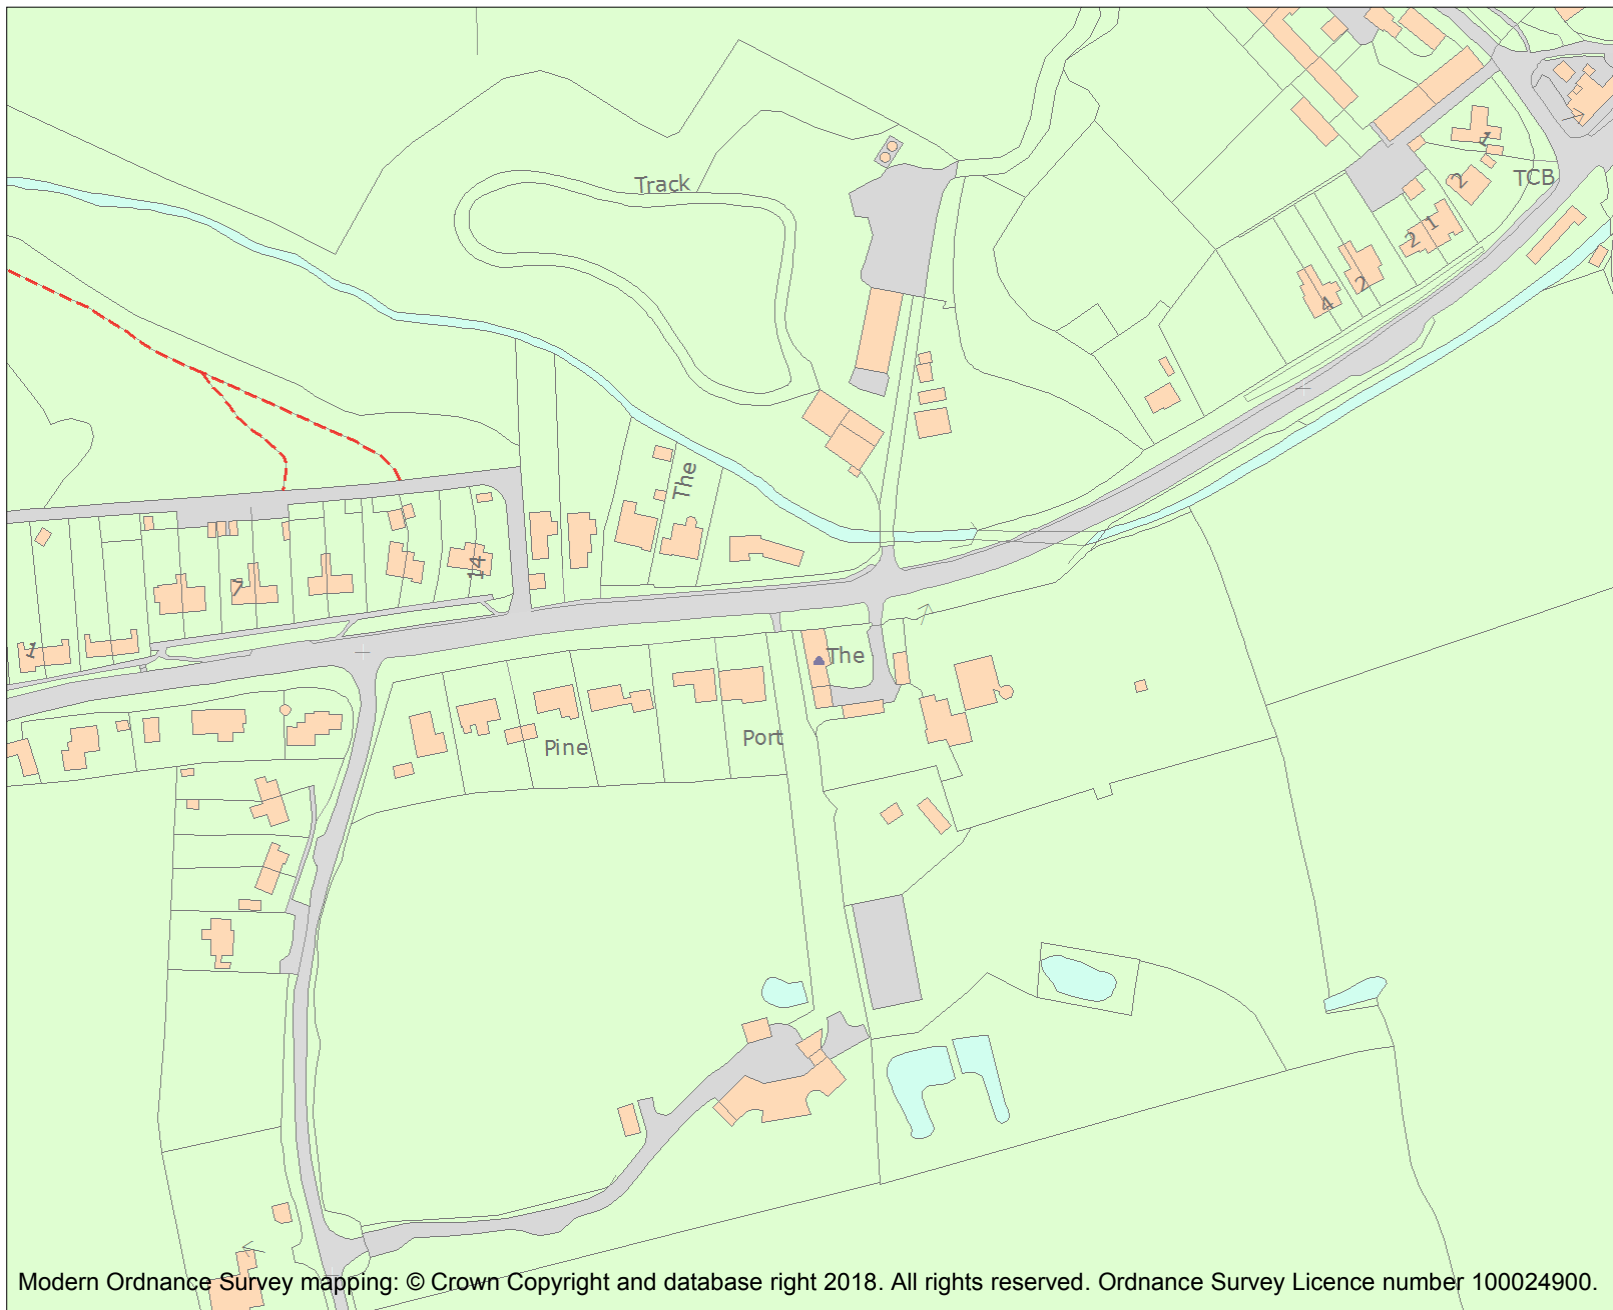 Track
1
2
TCB
1
2
2
4
The
14
7
1
The
Port
Pine
Modern Ordnance Survey mapping: © Crown Copyright and database right 2018. All rights reserved. Ordnance Survey Licence number 100024900.